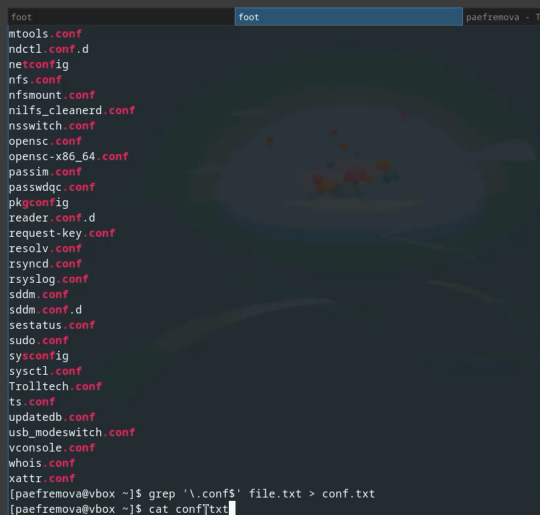 foot foot paefremova - T
mtools.conf
ndctl.conf.d
netconfig
nfs.conf
nfsmount.conf
nilfs_cleanerd.conf
nsswitch.conf
opensc.conf
opensc-x86_64.conf
passim.conf
passwdqc.conf
pkgconfig
reader.conf.d
request-key.conf
resolv.conf
rsyncd.conf
rsyslog.conf
sddm.conf
sddm.conf.d
sestatus.conf
sudo.conf
sysconfig
sysctl.conf
Trolltech.conf
ts.conf
updatedb.conf
usb_modeswitch.conf
vconsole.conf
whois.conf
xattr.conf
[paefremova@vbox ~]$ grep '\.conf$' file.txt > conf.txt
[paefremova@vbox ~]$ cat conf.txt